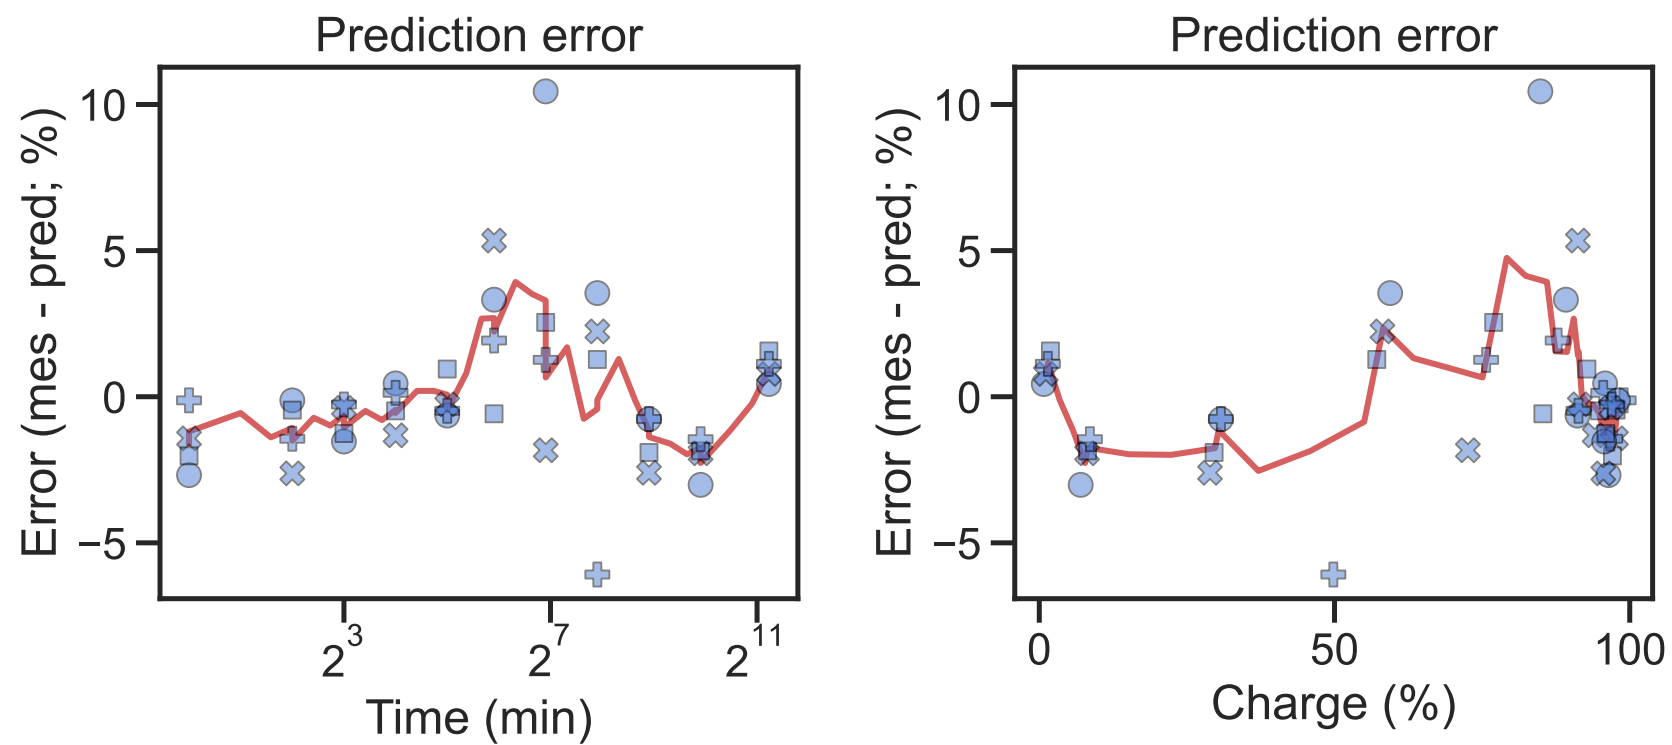 Prediction error
10
5
0
−5
Error (mes - pred; %)
2^3
2^7
2^11
Time (min)
Prediction error
10
5
0
−5
Error (mes - pred; %)
0
50
100
Charge (%)